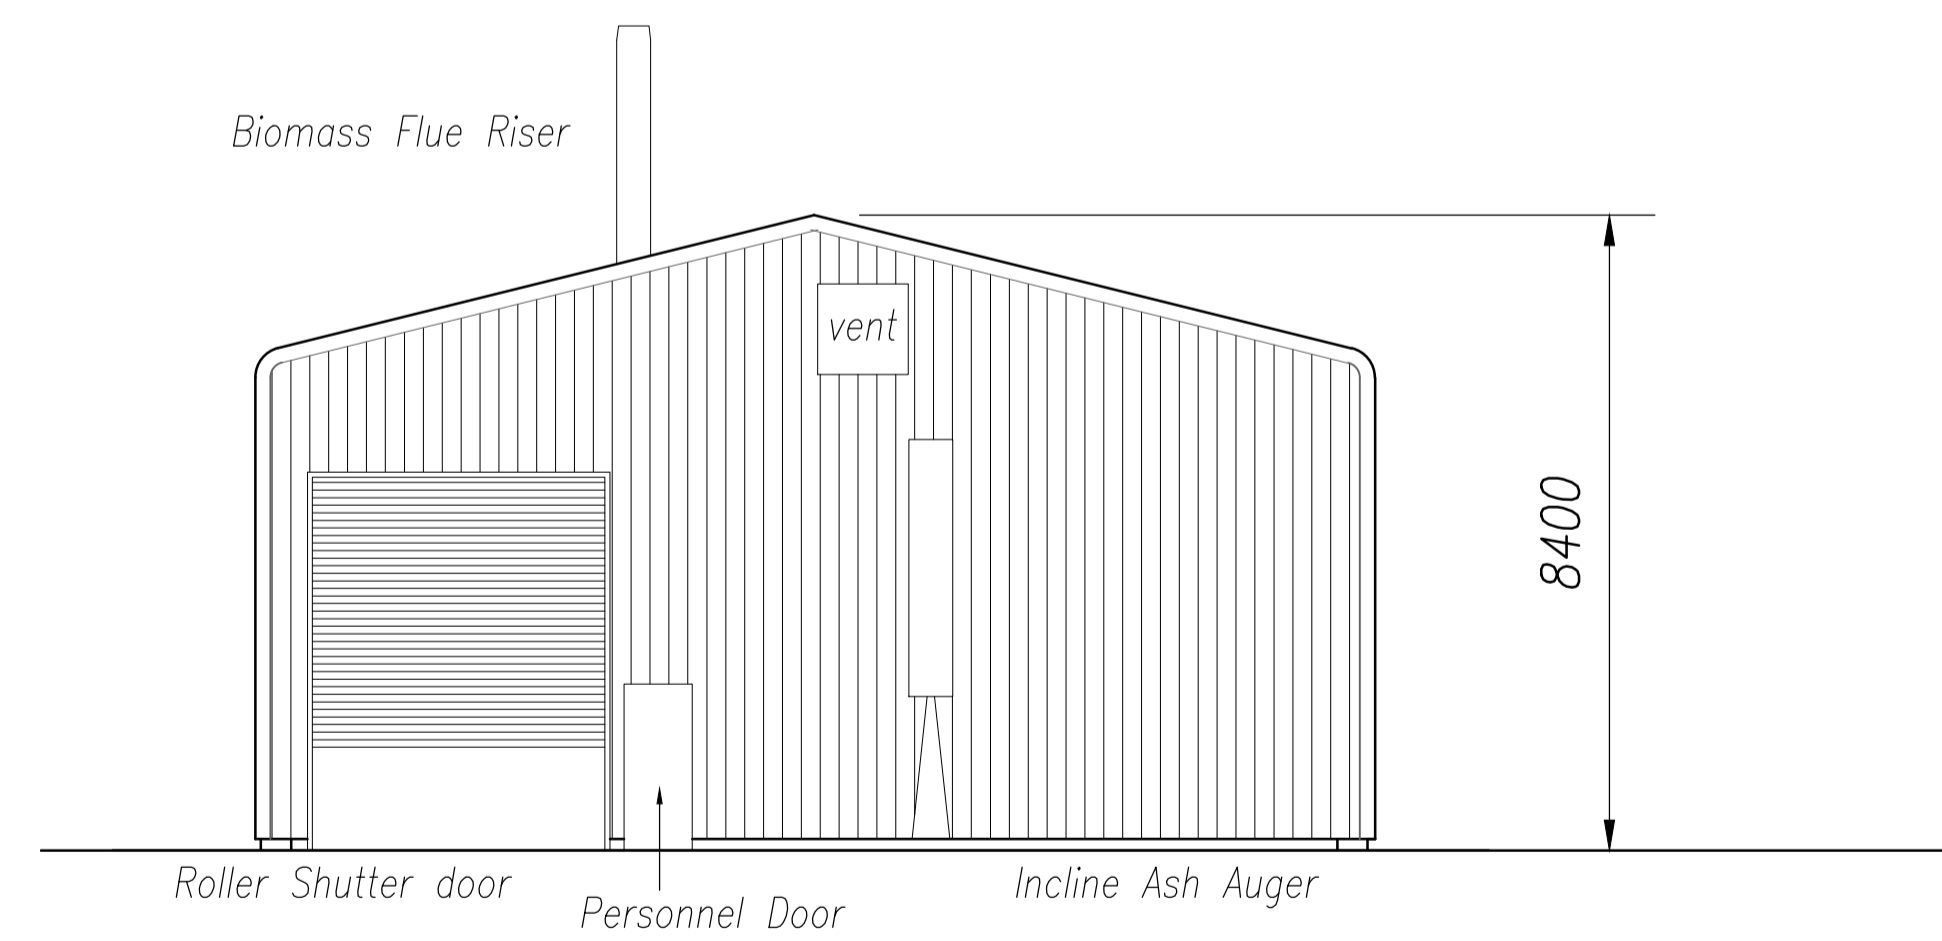 Biomass Flue Riser
vent
8400
Roller Shutter door
Incline Ash Auger
Personnel Door